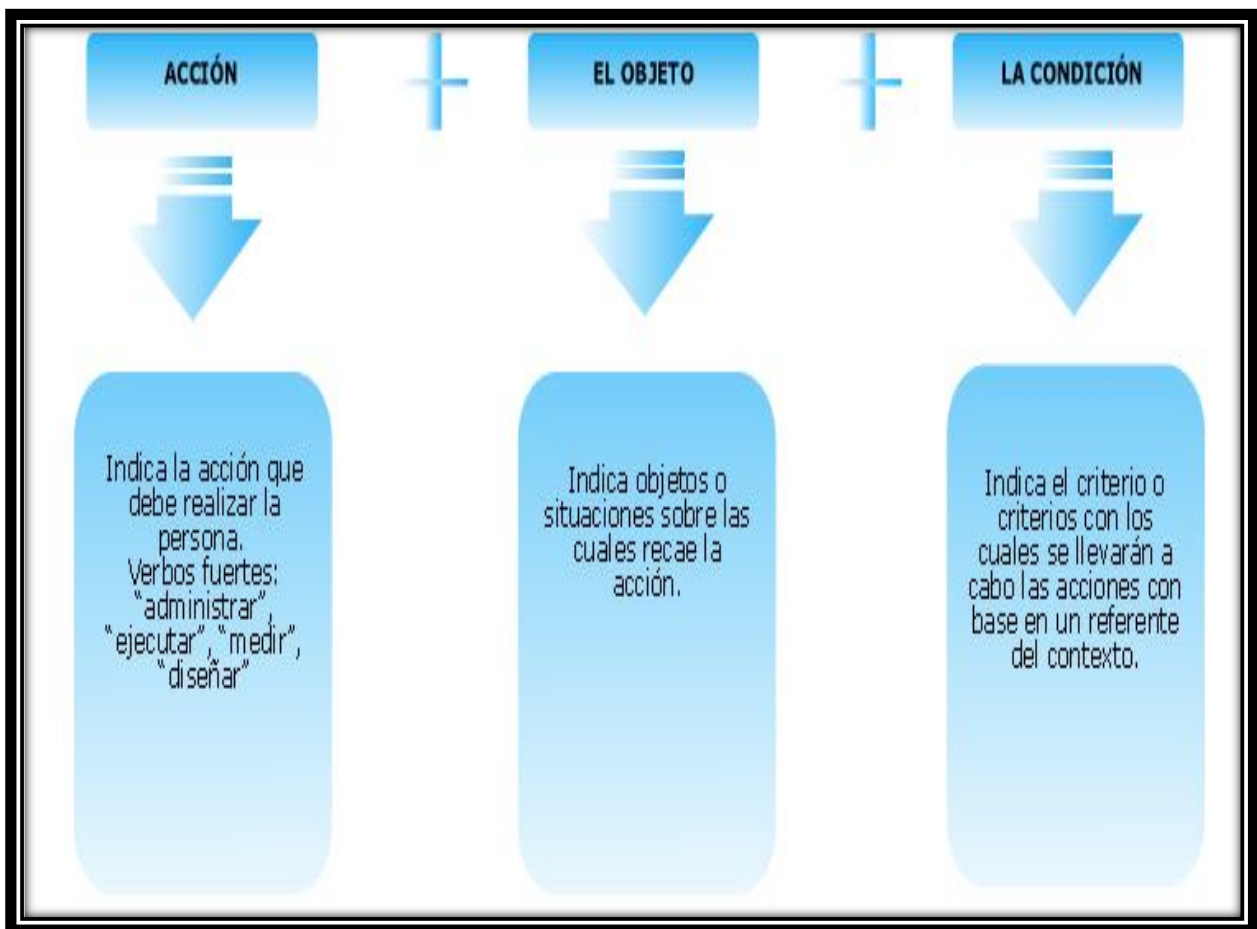 ACCIÓN
EL OBJETO
LA CONDICIÓN
Indica la acción que
debe realizar la
persona.
Verbos fuertes:
“administrar”,
“ejecutar”, “medir”,
“diseñar”
Indica objetos o
situaciones sobre las
cuales recae la
acción.
Indica el criterio o
criterios con los
cuales se llevarán a
cabo las acciones con
base en un referente
del contexto.